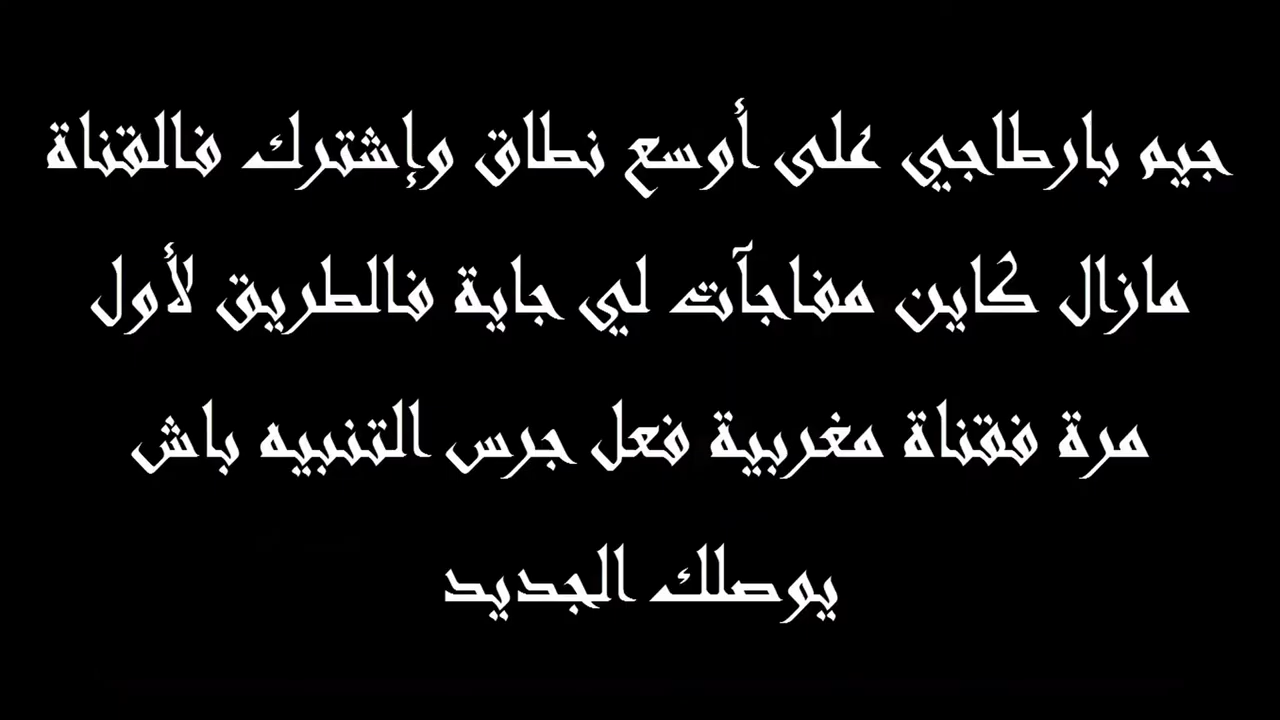 جيم بارطاجي على أوسع نطاق وإشترك فالقناة
مازال كاين مفاجآت لي جاية فالطريق لأول
مرة فقناة مغربية فعل جرس التنبيه باش
يوصلك الجديد